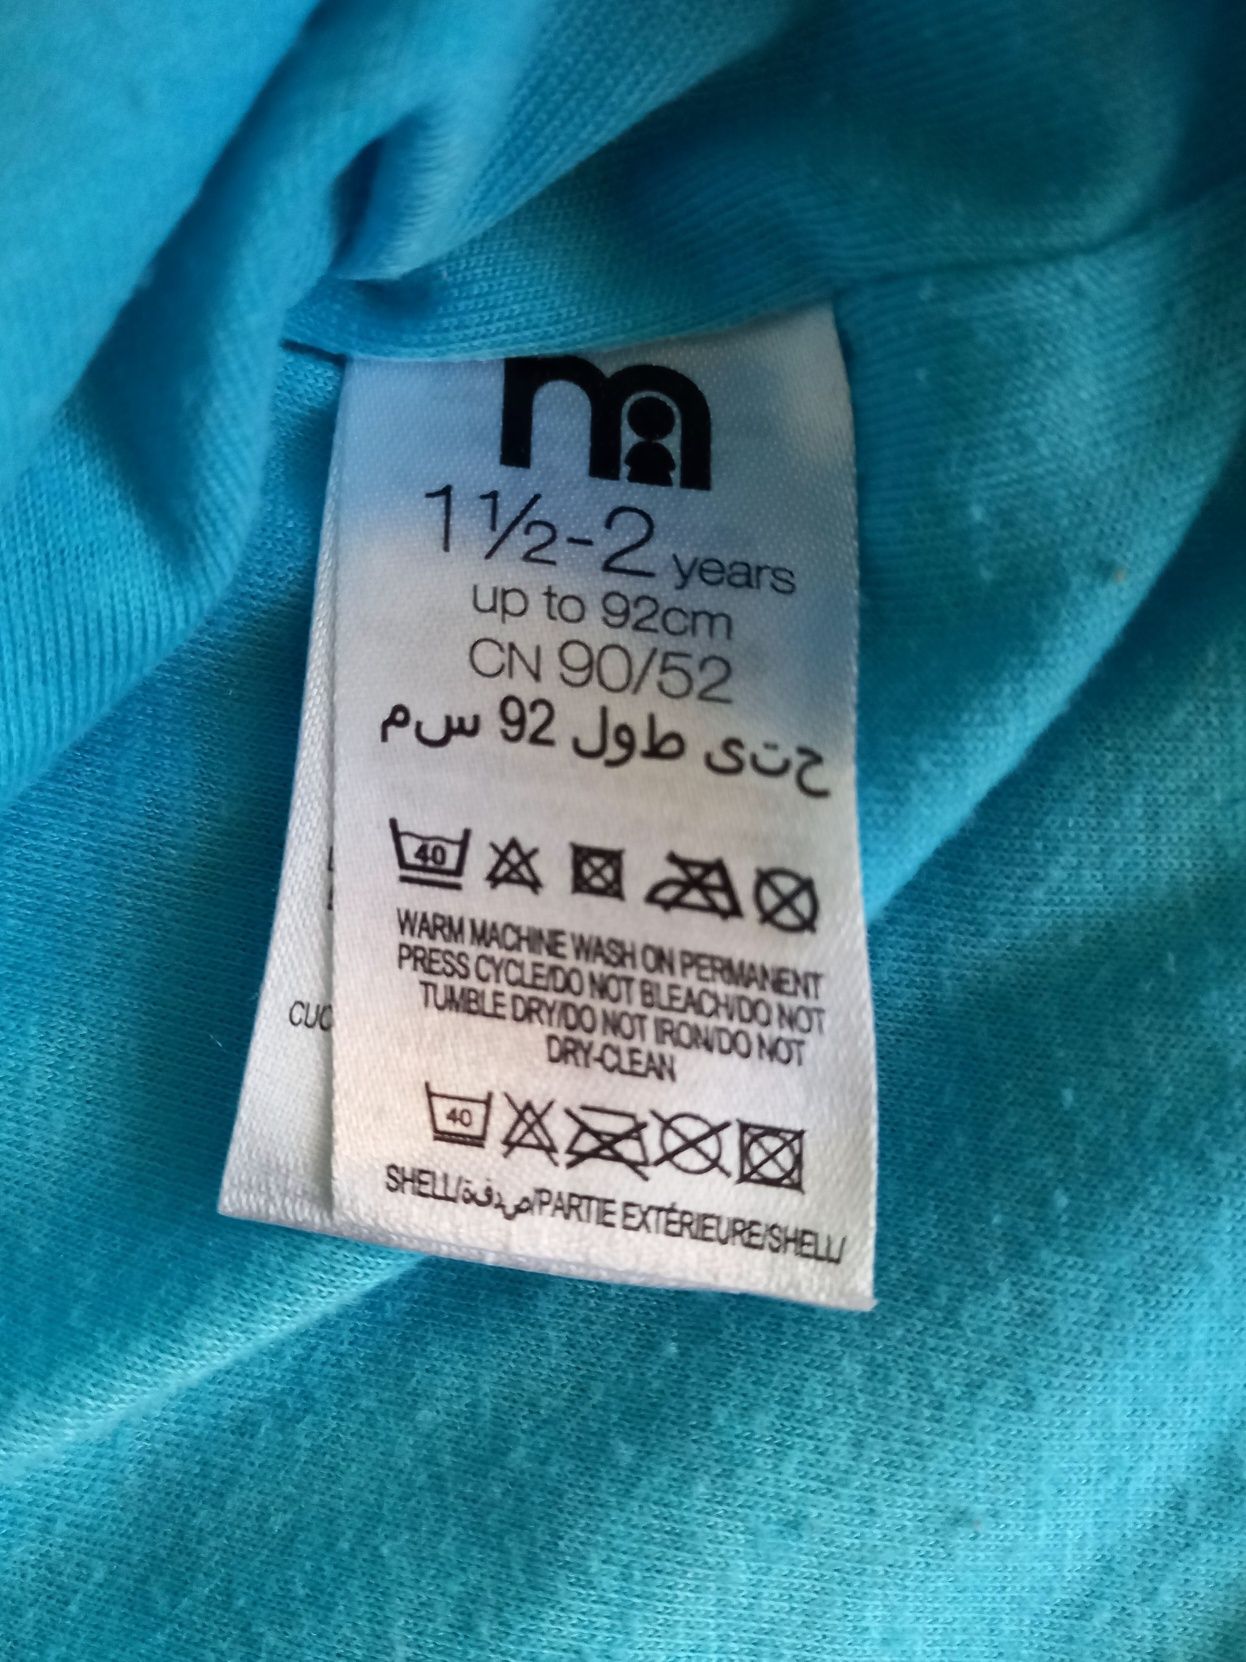 m
1½-2 years
up to 92cm
CN 90/52
حتى طول 92 سم
40
WARM MACHINE WASH ON PERMANENT
PRESS CYCLE/DO NOT BLEACH/DO NOT
TUMBLE DRY/DO NOT IRON/DO NOT
DRY-CLEAN
40
SHELL/صدفة/PARTIE EXTÉRIEURE/SHELL/